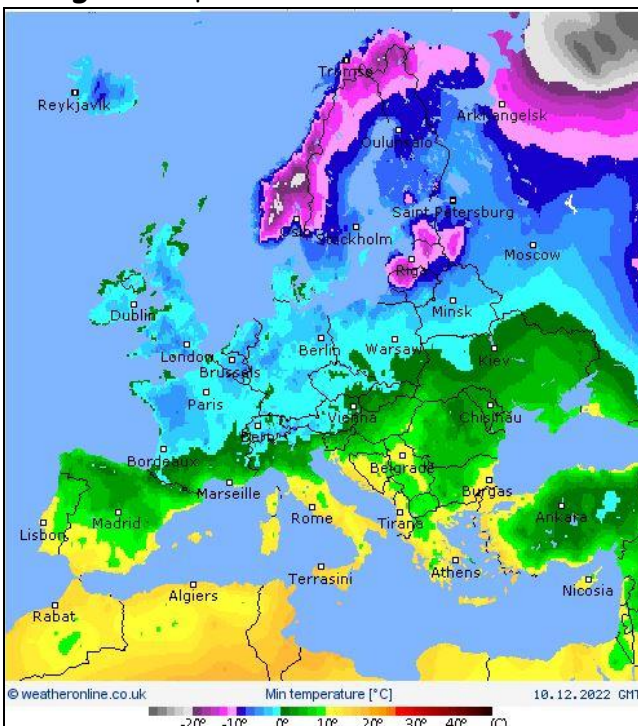 Tromsø
Reykjavik
Arkhangelsk
Oulunsalo
Saint Petersburg
Oslo
Stockholm
Moscow
Riga
Dublin
Minsk
London
Berlin
Warsaw
Brussels
Kiev
Paris
Vienna
Chisinau
Bern
Bordeaux
Belgrade
Marseille
Burgas
Madrid
Rome
Tirana
Ankara
Lisbon
Athens
Terrasini
Nicosia
Algiers
Rabat
© weatheronline.co.uk Min temperature [°C] 10.12.2022 GMT
-20° -10° 0° 10° 20° 30° 40° (C)